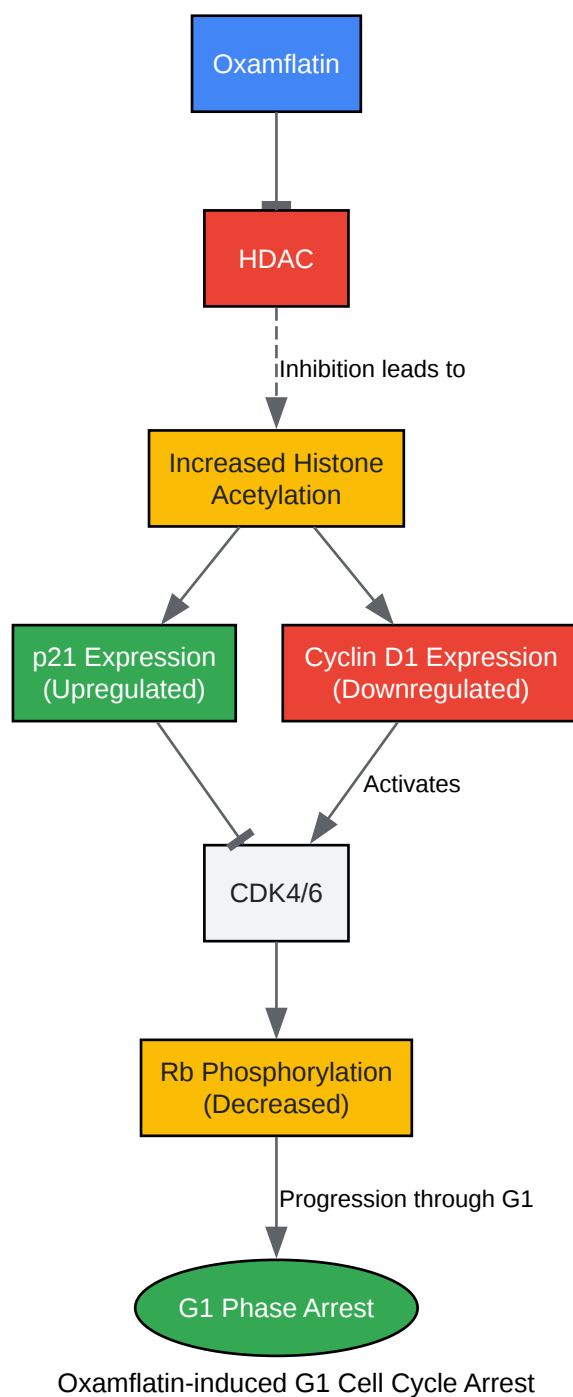 Oxamflatin
HDAC
Inhibition leads to
Increased Histone
Acetylation
p21 Expression
(Upregulated)
Cyclin D1 Expression
(Downregulated)
Activates
CDK4/6
Rb Phosphorylation
(Decreased)
Progression through G1
G1 Phase Arrest
Oxamflatin-induced G1 Cell Cycle Arrest